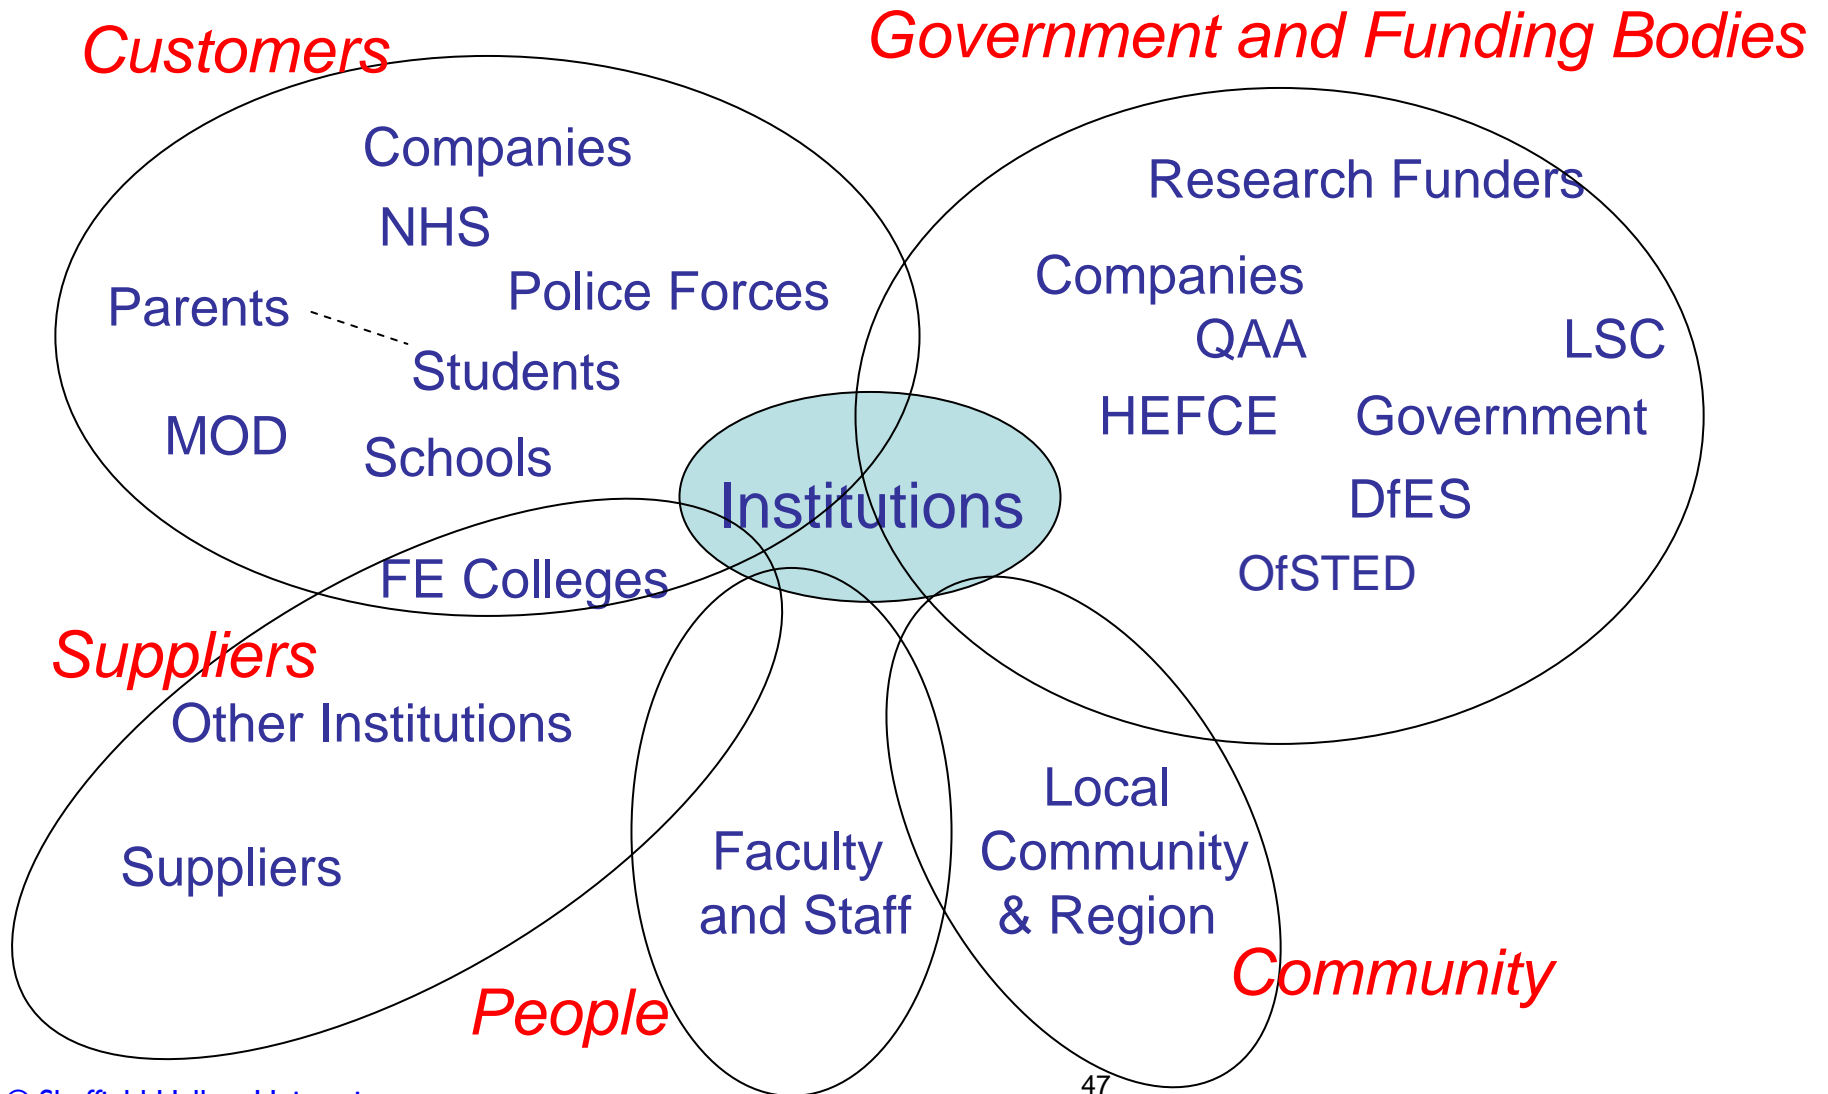 Customers
Government and Funding Bodies
Companies
NHS
Police Forces
Parents
Students
MOD
Schools
FE Colleges
Research Funders
Companies
QAA
LSC
HEFCE
Government
DfES
OfSTED
Institutions
Suppliers
Other Institutions
Suppliers
Faculty
and Staff
People
Local
Community
& Region
Community
47